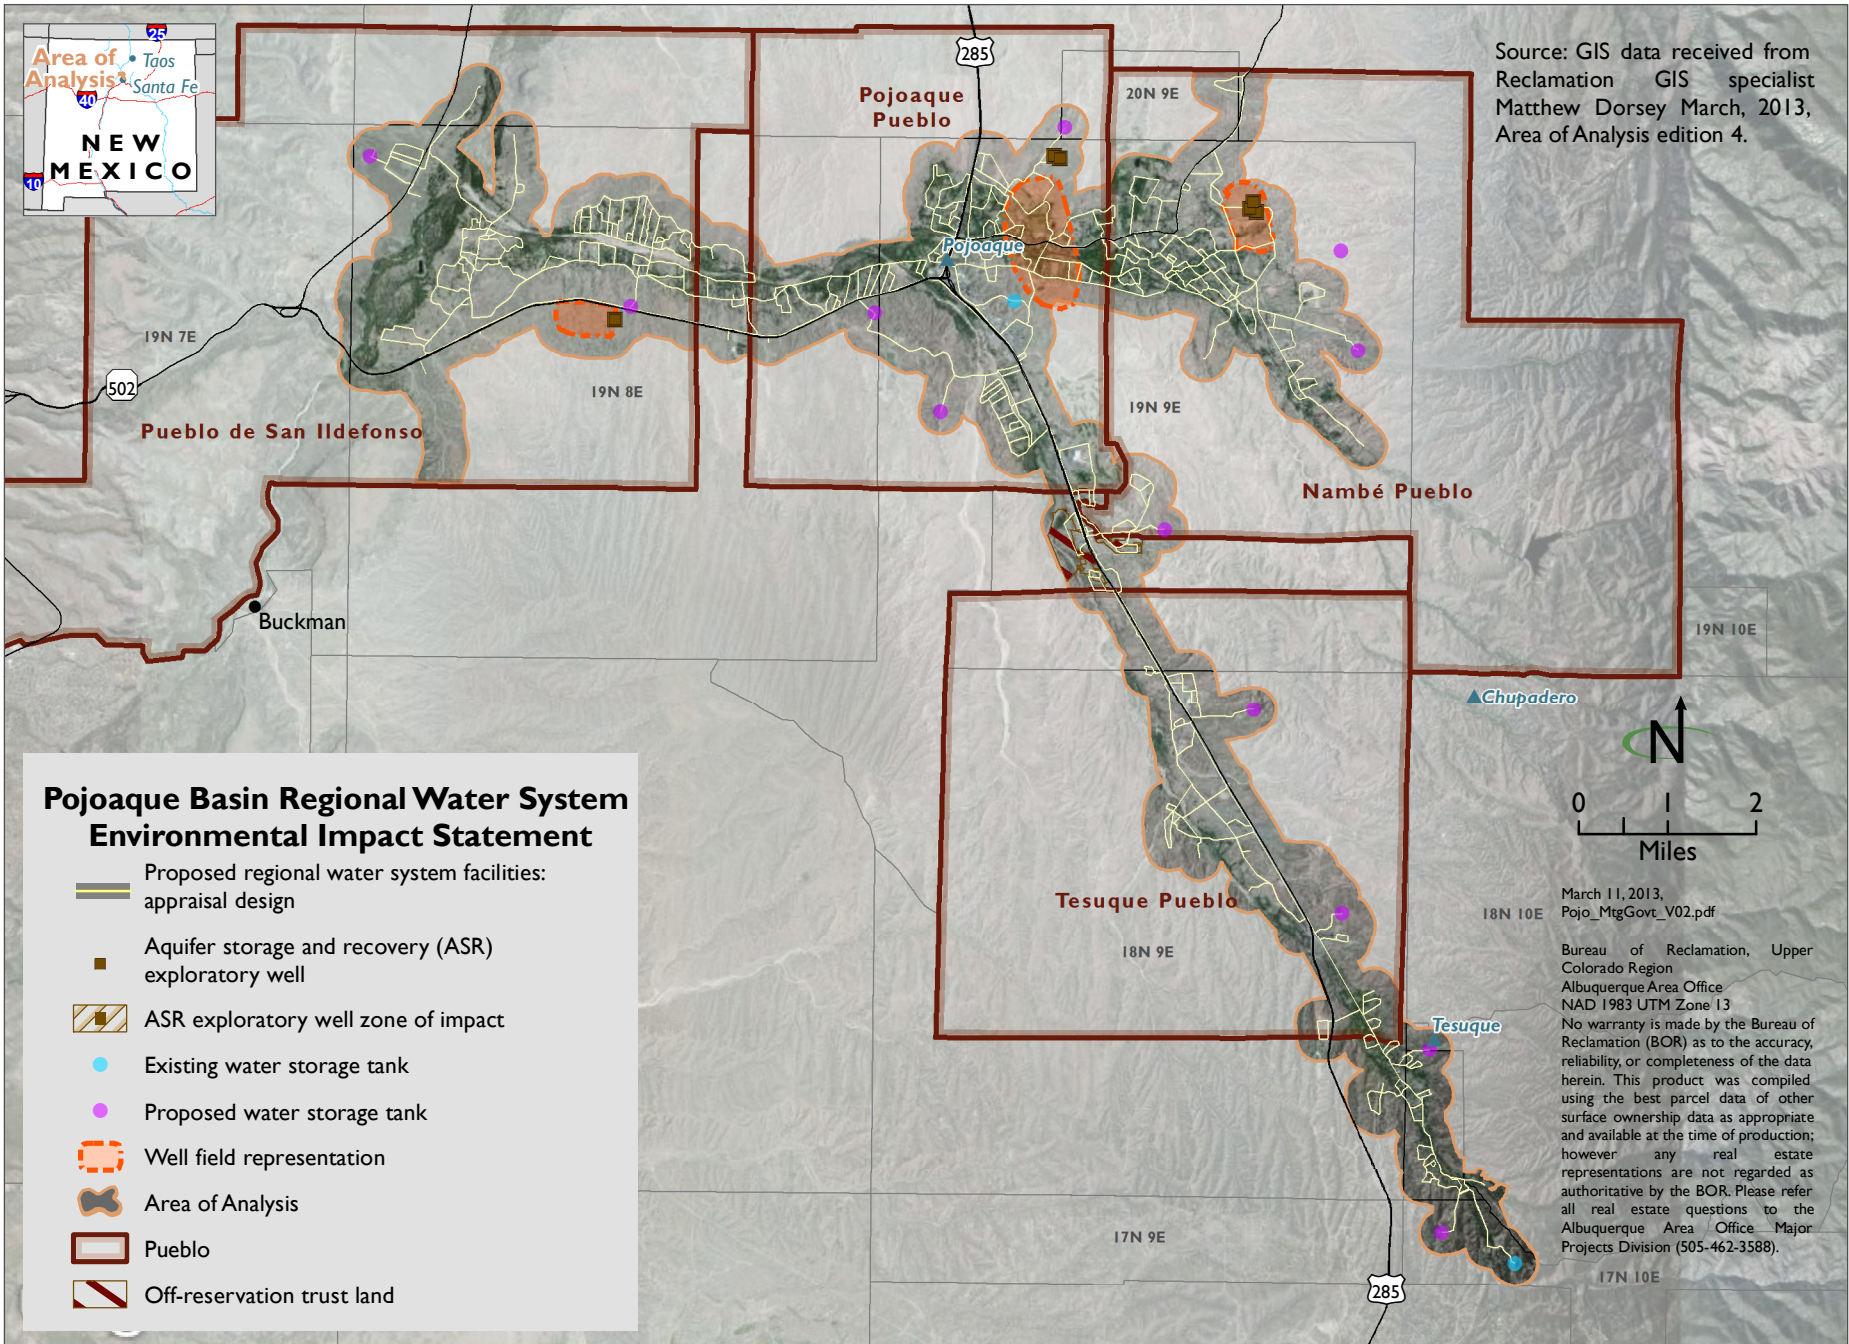 25
Area of
Analysis
Taos
Santa Fe
40
NEW
MEXICO
10
285
Pojoaque
Pueblo
20N 9E
Source: GIS data received from
Reclamation GIS specialist
Matthew Dorsey March, 2013,
Area of Analysis edition 4.
Pojoaque
19N 7E
502
19N 8E
19N 9E
Pueblo de San Ildefonso
Nambé Pueblo
Buckman
19N 10E
Chupadero
N
0 1 2
Miles
Tesuque Pueblo
18N 9E
18N 10E
Tesuque
17N 9E
17N 10E
285
Pojoaque Basin Regional Water System
Environmental Impact Statement
Proposed regional water system facilities:
appraisal design
Aquifer storage and recovery (ASR)
exploratory well
ASR exploratory well zone of impact
Existing water storage tank
Proposed water storage tank
Well field representation
Area of Analysis
Pueblo
Off-reservation trust land
March 11, 2013,
Pojo_MtgGovt_V02.pdf
Bureau of Reclamation, Upper
Colorado Region
Albuquerque Area Office
NAD 1983 UTM Zone 13
No warranty is made by the Bureau of
Reclamation (BOR) as to the accuracy,
reliability, or completeness of the data
herein. This product was compiled
using the best parcel data of other
surface ownership data as appropriate
and available at the time of production;
however any real estate
representations are not regarded as
authoritative by the BOR. Please refer
all real estate questions to the
Albuquerque Area Office Major
Projects Division (505-462-3588).